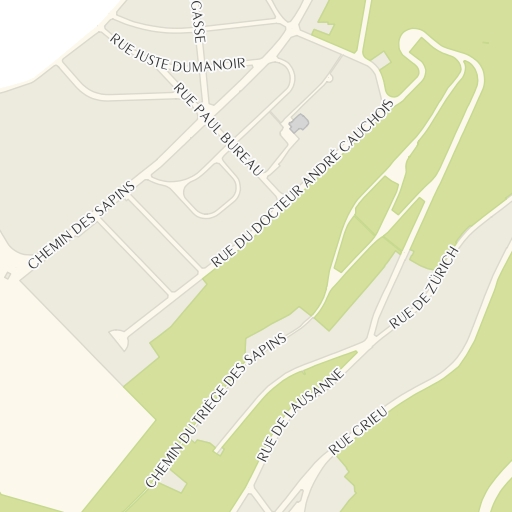 GASSE
RUE JUSTE DUMANOIR
RUE PAUL BUREAU
RUE DU DOCTEUR ANDRÉ CAUCHOIS
CHEMIN DES SAPINS
RUE DE ZÜRICH
CHEMIN DU TRIÈGE DES SAPINS
RUE DE LAUSANNE
RUE GRIEU